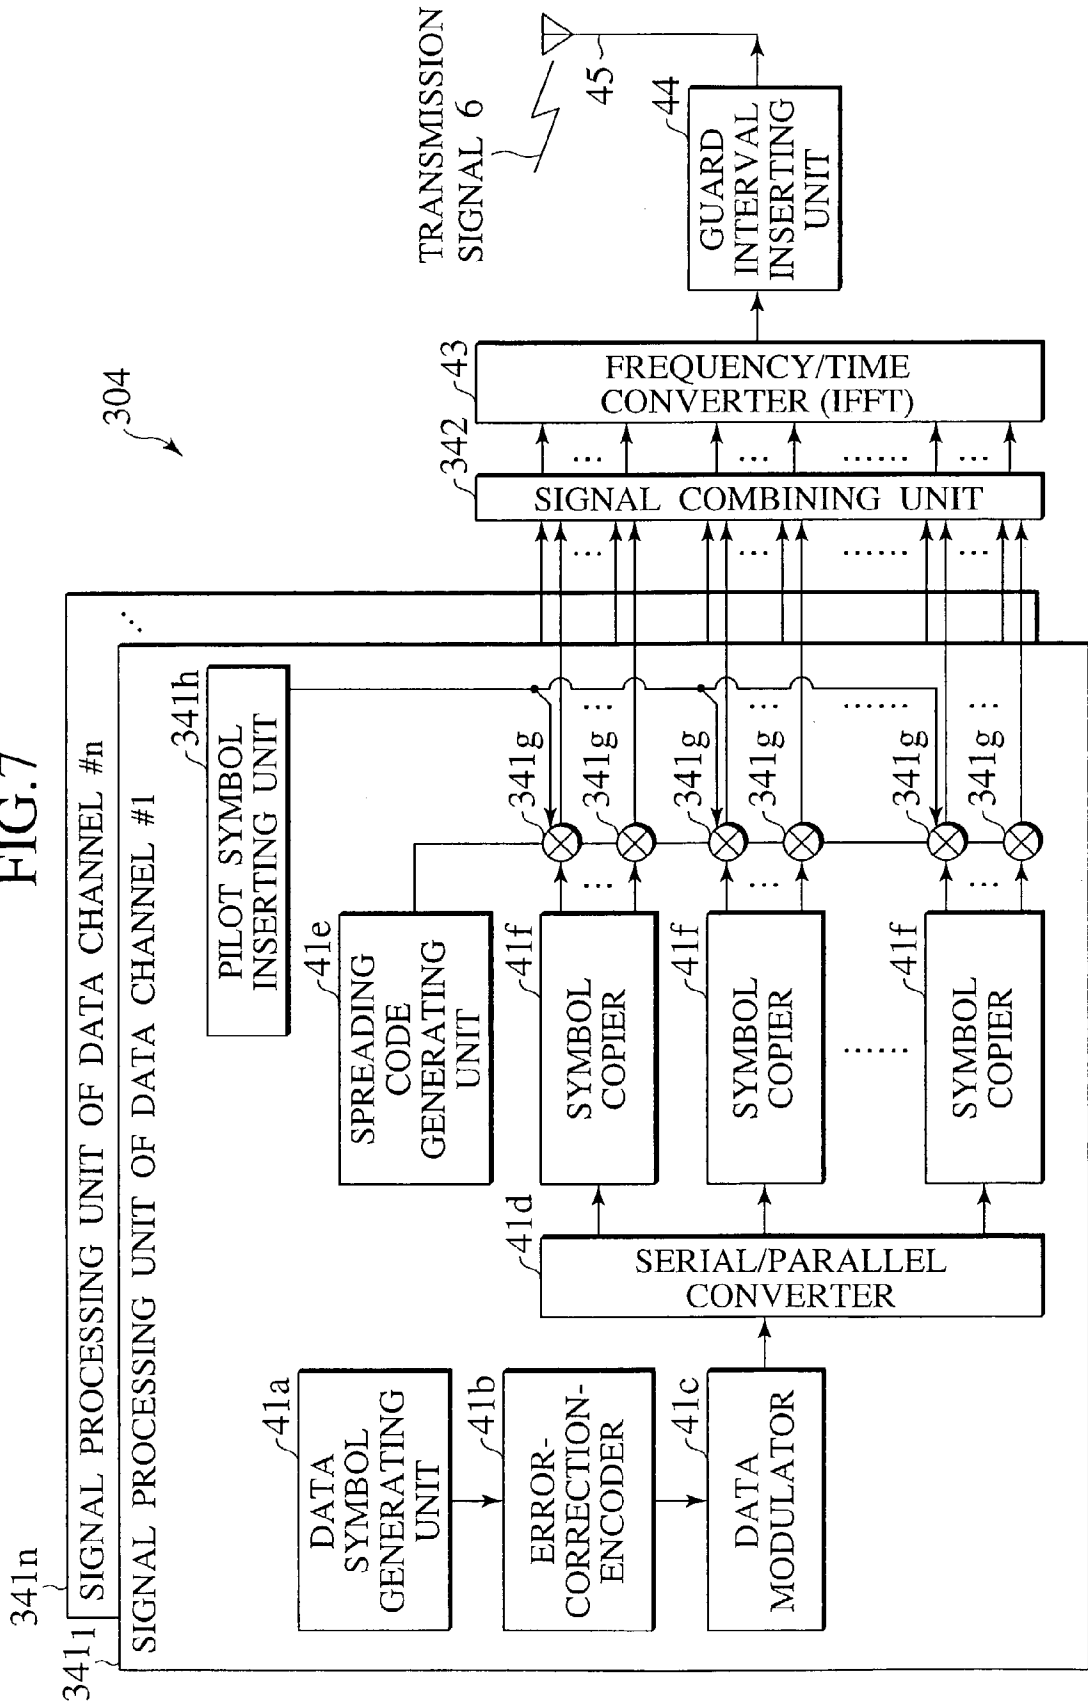 FIG.7
304
341n
SIGNAL PROCESSING UNIT OF DATA CHANNEL #n
3411
SIGNAL PROCESSING UNIT OF DATA CHANNEL #1
41a
DATA
SYMBOL
GENERATING
UNIT
41b
ERROR-
CORRECTION-
ENCODER
41c
DATA
MODULATOR
41d
SERIAL/PARALLEL
CONVERTER
41e
SPREADING
CODE
GENERATING
UNIT
41f
SYMBOL
COPIER
41f
SYMBOL
COPIER
41f
SYMBOL
COPIER
341h
PILOT SYMBOL
INSERTING UNIT
341g
341g
341g
341g
341g
341g
342
SIGNAL COMBINING UNIT
43
FREQUENCY/TIME
CONVERTER (IFFT)
44
GUARD
INTERVAL
INSERTING
UNIT
45
TRANSMISSION
SIGNAL 6